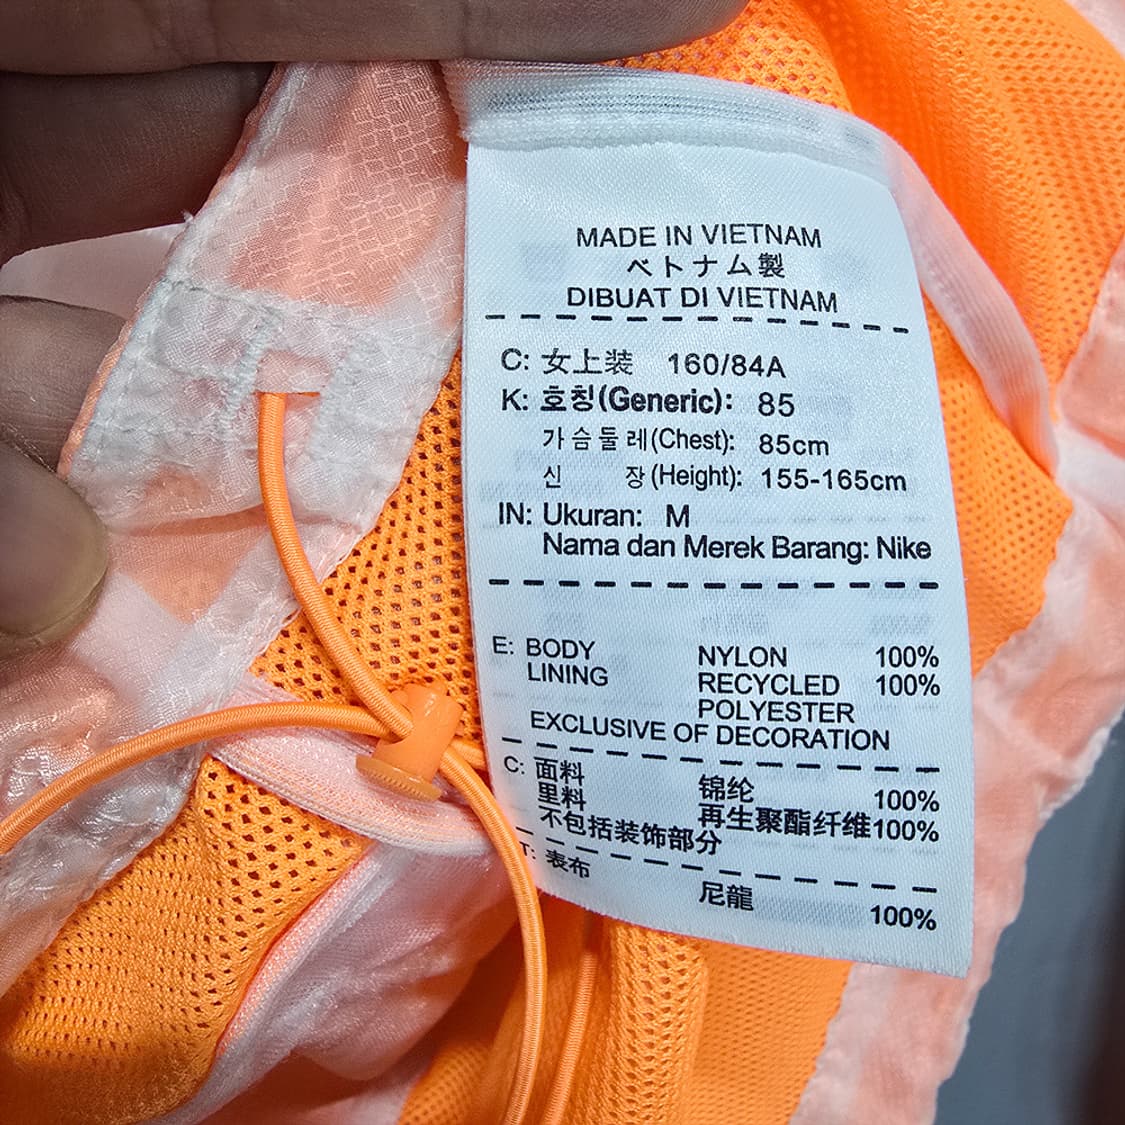 MADE IN VIETNAM
ベトナム製
DIBUAT DI VIETNAM
C: 女上装 160/84A
K: 호칭(Generic): 85
가슴둘레(Chest): 85cm
신 장(Height): 155-165cm
IN: Ukuran: M
Nama dan Merek Barang: Nike
E: BODY NYLON 100%
LINING RECYCLED 100%
POLYESTER
EXCLUSIVE OF DECORATION
C: 面料 锦纶 100%
里料 再生聚酯纤维100%
不包括装饰部分
T: 表布 尼龍 100%